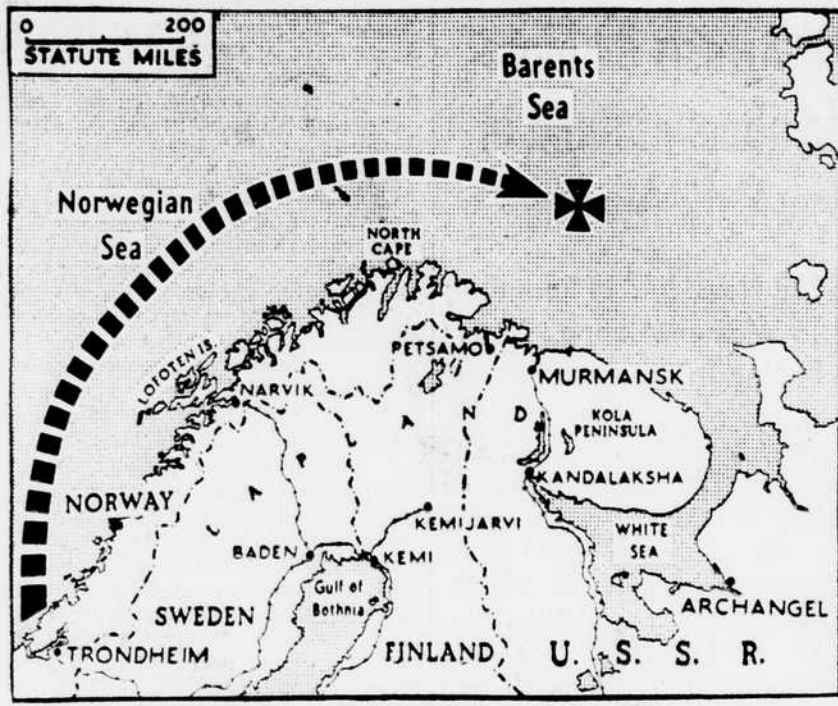 0 200
STATUTE MILES
Barents
Sea
Norwegian
Sea
NORTH
CAPE
LOFOTEN IS.
PETSAMO
NARVIK
MURMANSK
L A P L A N D
KOLA
PENINSULA
KANDALAKSHA
NORWAY
KEMIJARVI
WHITE
SEA
BADEN
KEMI
Gulf of
Bothnia
ARCHANGEL
SWEDEN
TRONDHEIM
FINLAND
U. S. S. R.